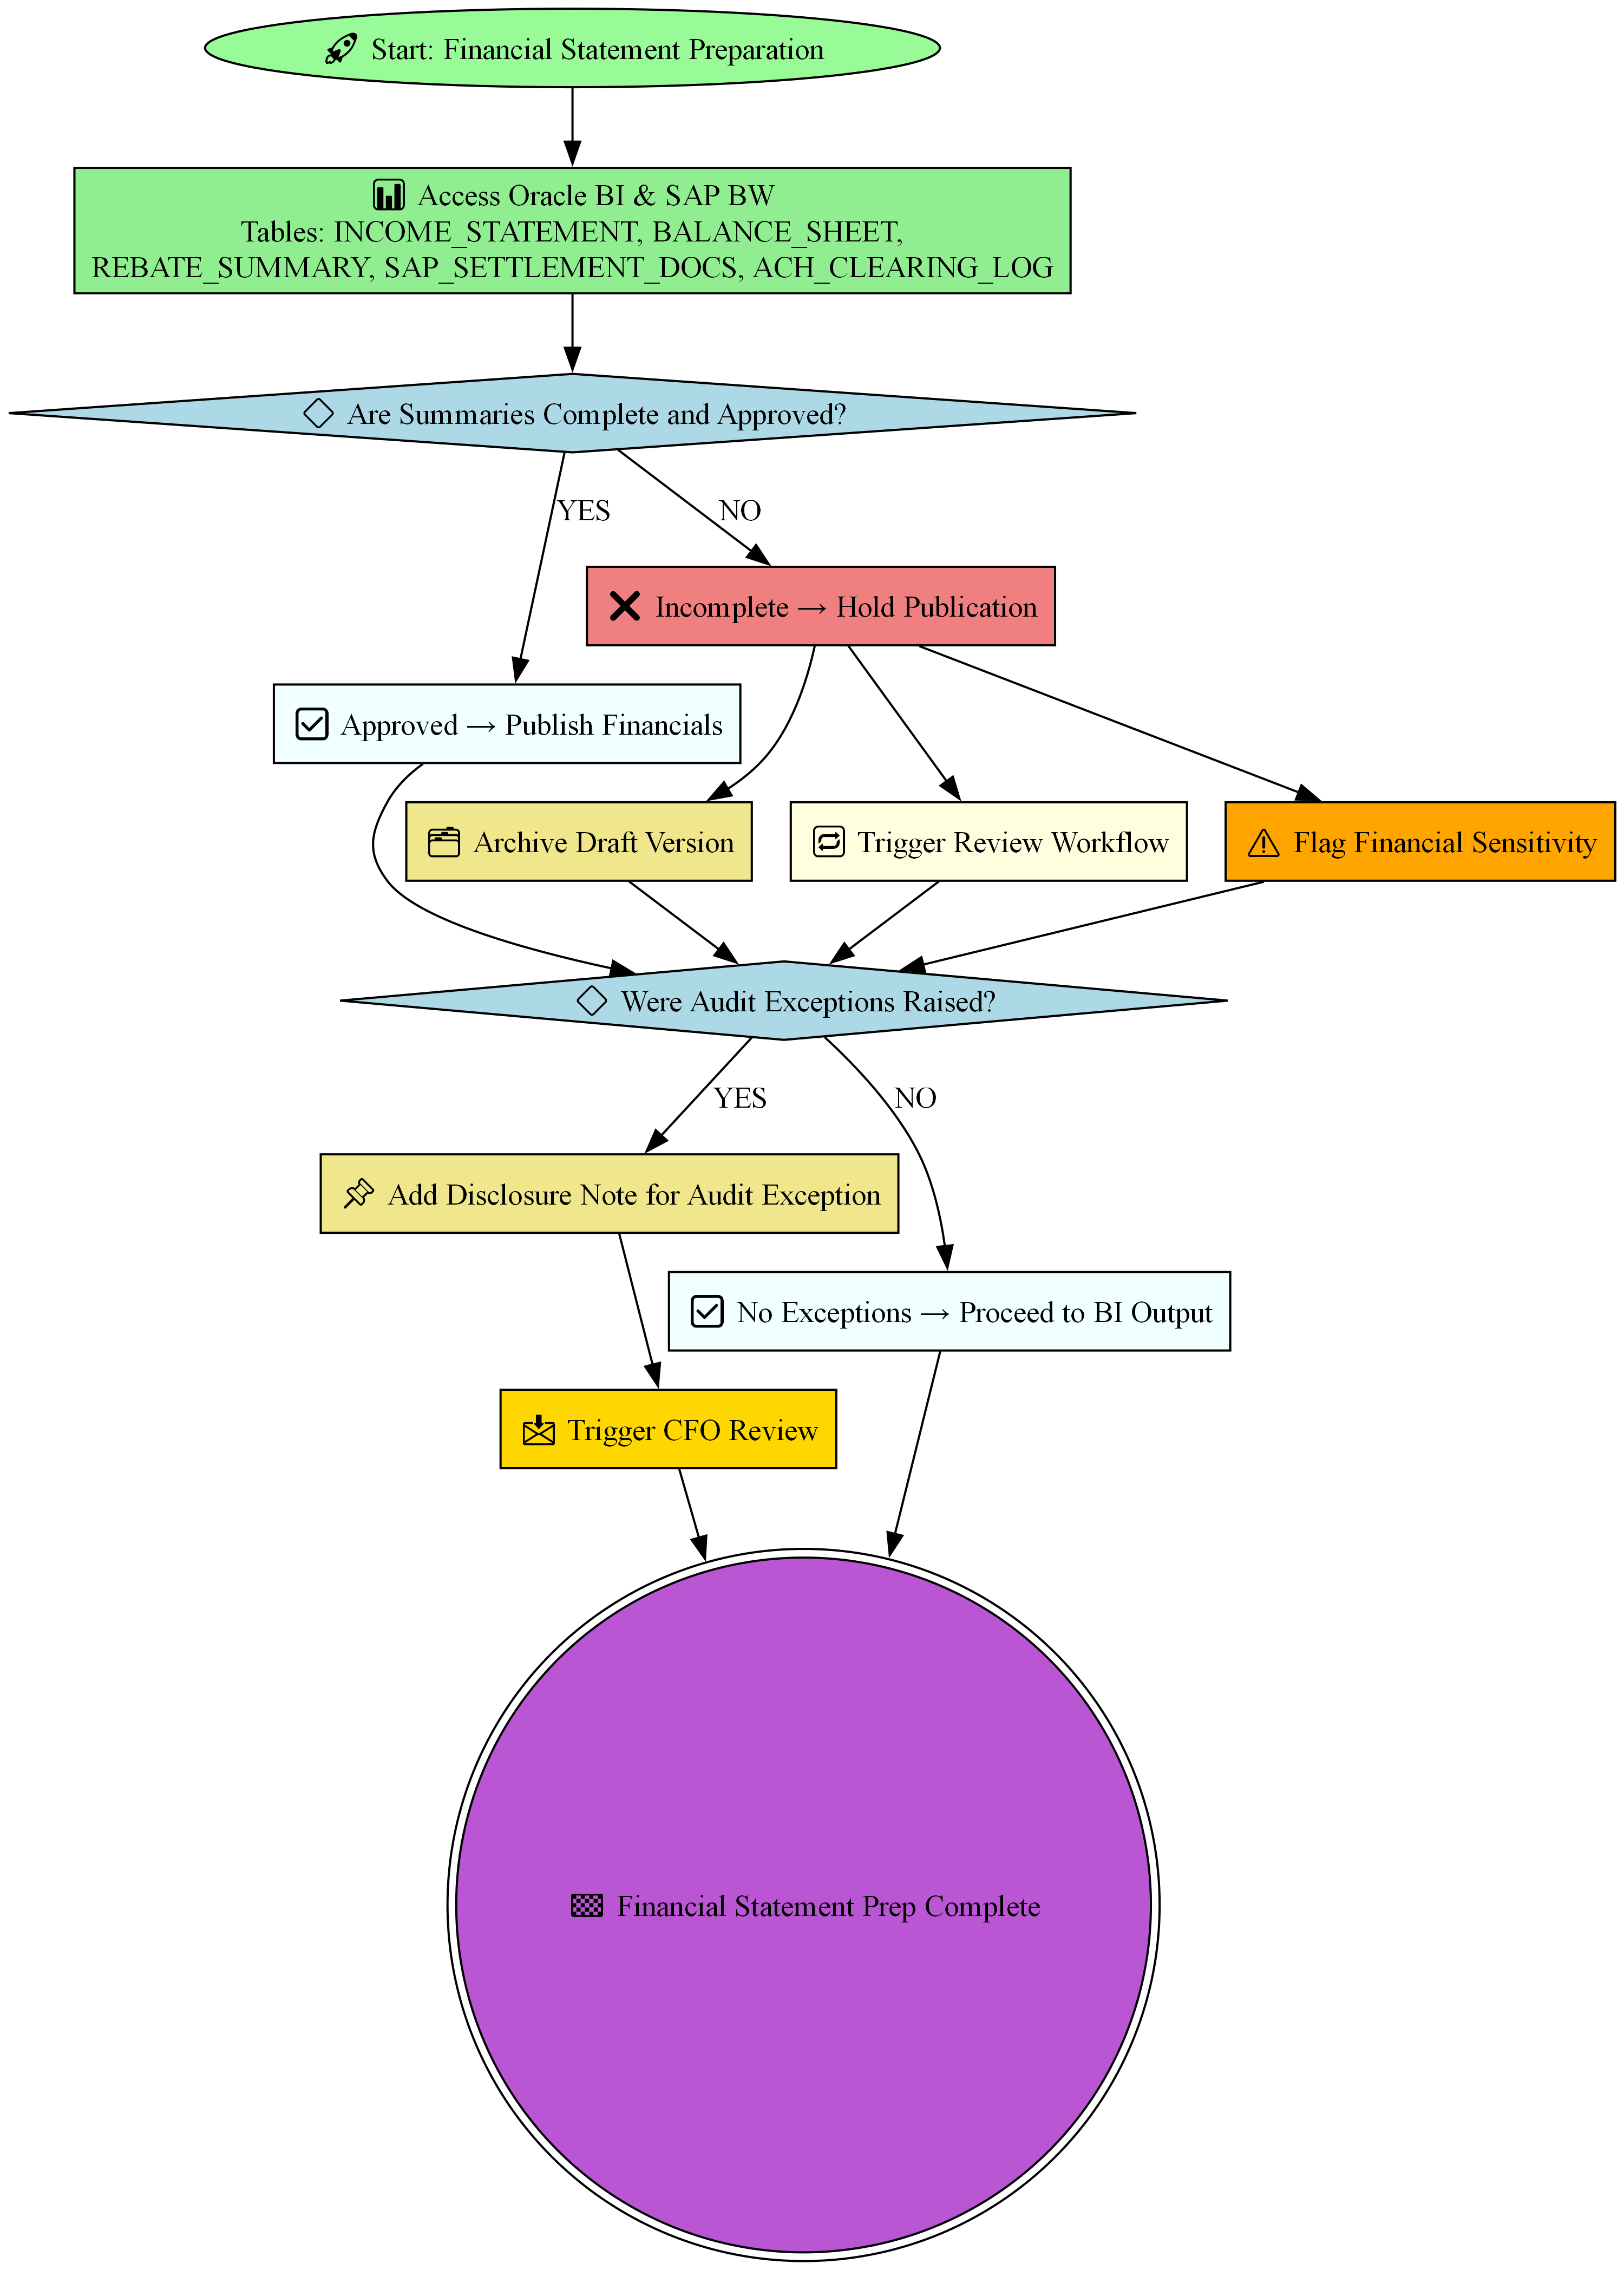 Start: Financial Statement Preparation
Access Oracle BI & SAP BW
Tables: INCOME_STATEMENT, BALANCE_SHEET,
REBATE_SUMMARY, SAP_SETTLEMENT_DOCS, ACH_CLEARING_LOG
Are Summaries Complete and Approved?
YES
NO
Incomplete → Hold Publication
Approved → Publish Financials
Archive Draft Version
Trigger Review Workflow
Flag Financial Sensitivity
Were Audit Exceptions Raised?
YES
NO
Add Disclosure Note for Audit Exception
No Exceptions → Proceed to BI Output
Trigger CFO Review
Financial Statement Prep Complete